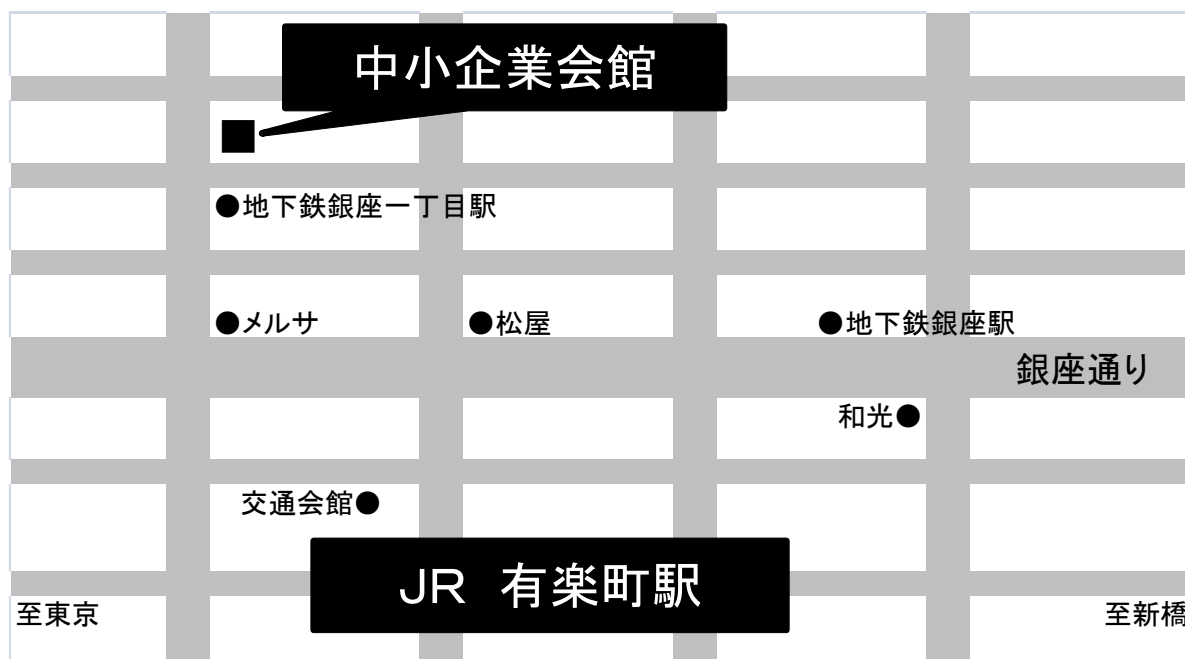 中小企業会館
■
●地下鉄銀座一丁目駅
●メルサ
●松屋
●地下鉄銀座駅
銀座通り
和光●
交通会館●
JR 有楽町駅
至東京
至新橋